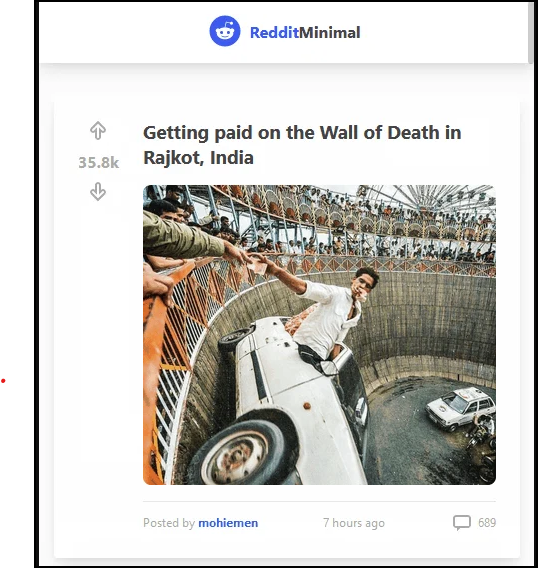 RedditMinimal
Getting paid on the Wall of Death in
Rajkot, India
35.8k
Posted by mohiemen
7 hours ago
689